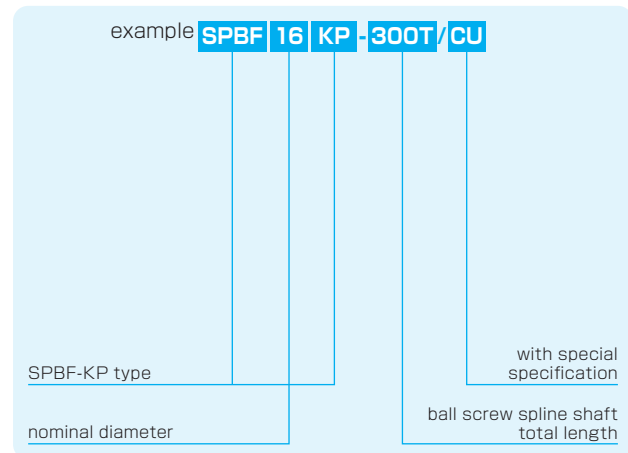 example SPBF 16 KP - 300T / CU
with special
SPBF-KP type specification
ball screw spline shaft
nominal diameter total length